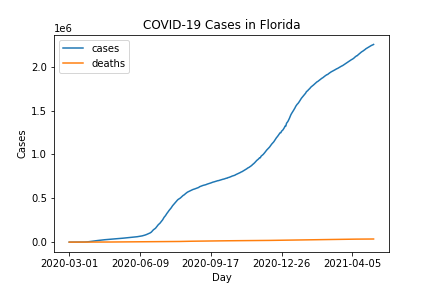 COVID-19 Cases in Florida
1e6
cases
deaths
2.0
1.5
1.0
0.5
0.0
Cases
2020-03-01 2020-06-09 2020-09-17 2020-12-26 2021-04-05
Day